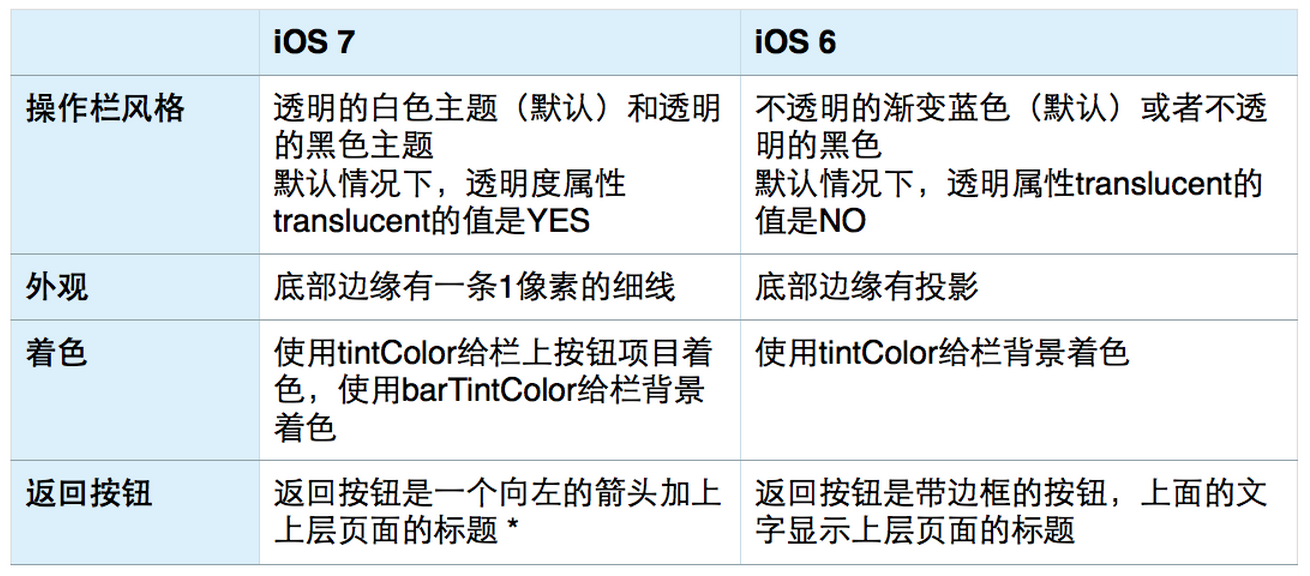 iOS 7
iOS 6
操作栏风格
透明的白色主题（默认）和透明
的黑色主题
默认情况下，透明度属性
translucent的值是YES
不透明的渐变蓝色（默认）或者不透
明的黑色
默认情况下，透明属性translucent的
值是NO
外观
底部边缘有一条1像素的细线
底部边缘有投影
着色
使用tintColor给栏上按钮项目着
色，使用barTintColor给栏背景
着色
使用tintColor给栏背景着色
返回按钮
返回按钮是一个向左的箭头加上
上层页面的标题 *
返回按钮是带边框的按钮，上面的文
字显示上层页面的标题